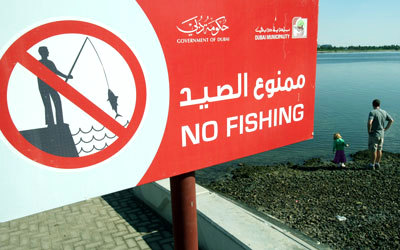 حكومة دبي
GOVERNMENT OF DUBAI
بلدية دبي
DUBAI MUNICIPALITY
ممنوع الصيد
NO FISHING